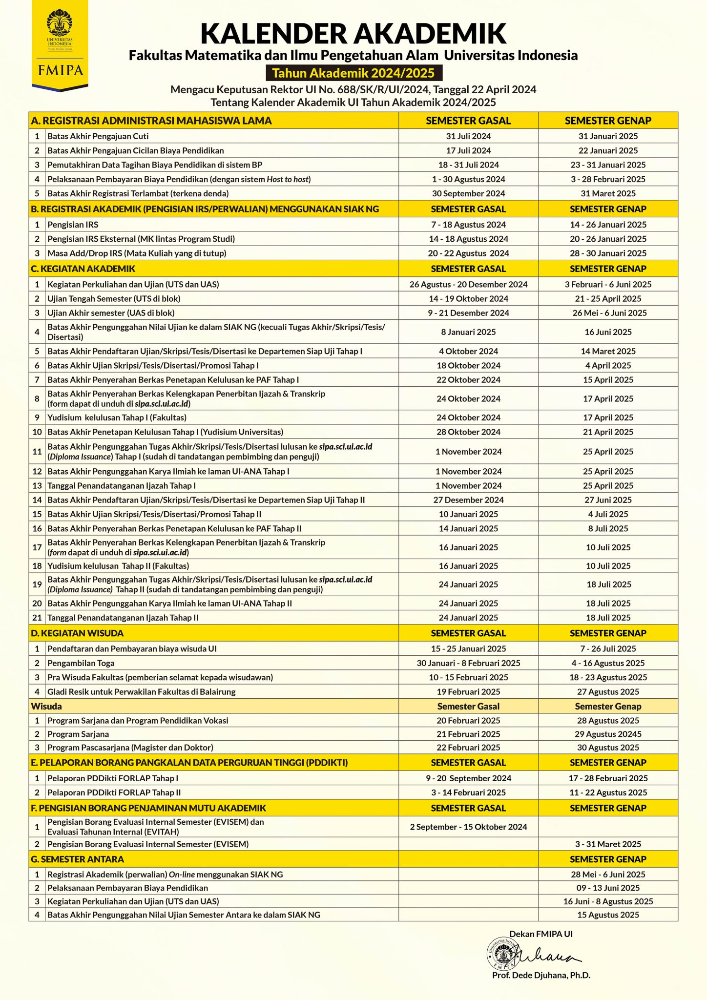 UNIVERSITAS
INDONESIA
Veritas, Probitas, Justitia
FMIPA
KALENDER AKADEMIK
Fakultas Matematika dan Ilmu Pengetahuan Alam Universitas Indonesia
Tahun Akademik 2024/2025
Mengacu Keputusan Rektor UI No. 688/SK/R/UI/2024, Tanggal 22 April 2024
Tentang Kalender Akademik UI Tahun Akademik 2024/2025
A. REGISTRASI ADMINISTRASI MAHASISWA LAMA SEMESTER GASAL SEMESTER GENAP
1 Batas Akhir Pengajuan Cuti 31 Juli 2024 31 Januari 2025
2 Batas Akhir Pengajuan Cicilan Biaya Pendidikan 17 Juli 2024 22 Januari 2025
3 Pemutakhiran Data Tagihan Biaya Pendidikan di sistem BP 18 - 31 Juli 2024 23 - 31 Januari 2025
4 Pelaksanaan Pembayaran Biaya Pendidikan (dengan sistem Host to host) 1 - 30 Agustus 2024 3 - 28 Februari 2025
5 Batas Akhir Registrasi Terlambat (terkena denda) 30 September 2024 31 Maret 2025
B. REGISTRASI AKADEMIK (PENGISIAN IRS/PERWALIAN) MENGGUNAKAN SIAK NG SEMESTER GASAL SEMESTER GENAP
1 Pengisian IRS 7 - 18 Agustus 2024 14 - 26 Januari 2025
2 Pengisian IRS Eksternal (MK lintas Program Studi) 14 - 18 Agustus 2024 20 - 26 Januari 2025
3 Masa Add/Drop IRS (Mata Kuliah yang di tutup) 20 - 22 Agustus 2024 28 - 30 Januari 2025
C. KEGIATAN AKADEMIK SEMESTER GASAL SEMESTER GENAP
1 Kegiatan Perkuliahan dan Ujian (UTS dan UAS) 26 Agustus - 20 Desember 2024 3 Februari - 6 Juni 2025
2 Ujian Tengah Semester (UTS di blok) 14 - 19 Oktober 2024 21 - 25 April 2025
3 Ujian Akhir semester (UAS di blok) 9 - 21 Desember 2024 26 Mei - 6 Juni 2025
4 Batas Akhir Pengunggahan Nilai Ujian ke dalam SIAK NG (kecuali Tugas Akhir/Skripsi/Tesis/
Disertasi) 8 Januari 2025 16 Juni 2025
5 Batas Akhir Pendaftaran Ujian/Skripsi/Tesis/Disertasi ke Departemen Siap Uji Tahap I 4 Oktober 2024 14 Maret 2025
6 Batas Akhir Ujian Skripsi/Tesis/Disertasi/Promosi Tahap I 18 Oktober 2024 4 April 2025
7 Batas Akhir Penyerahan Berkas Penetapan Kelulusan ke PAF Tahap I 22 Oktober 2024 15 April 2025
8 Batas Akhir Penyerahan Berkas Kelengkapan Penerbitan Ijazah & Transkrip
(form dapat di unduh di sipa.sci.ui.ac.id) 24 Oktober 2024 17 April 2025
9 Yudisium kelulusan Tahap I (Fakultas) 24 Oktober 2024 17 April 2025
10 Batas Akhir Penetapan Kelulusan Tahap I (Yudisium Universitas) 28 Oktober 2024 21 April 2025
11 Batas Akhir Pengunggahan Tugas Akhir/Skripsi/Tesis/Disertasi lulusan ke sipa.sci.ui.ac.id
(Diploma Issuance) Tahap I (sudah di tandatangan pembimbing dan penguji) 1 November 2024 25 April 2025
12 Batas Akhir Pengunggahan Karya Ilmiah ke laman UI-ANA Tahap I 1 November 2024 25 April 2025
13 Tanggal Penandatanganan Ijazah Tahap I 1 November 2024 25 April 2025
14 Batas Akhir Pendaftaran Ujian/Skripsi/Tesis/Disertasi ke Departemen Siap Uji Tahap II 27 Desember 2024 27 Juni 2025
15 Batas Akhir Ujian Skripsi/Tesis/Disertasi/Promosi Tahap II 10 Januari 2025 4 Juli 2025
16 Batas Akhir Penyerahan Berkas Penetapan Kelulusan ke PAF Tahap II 14 Januari 2025 8 Juli 2025
17 Batas Akhir Penyerahan Berkas Kelengkapan Penerbitan Ijazah & Transkrip
(form dapat di unduh di sipa.sci.ui.ac.id) 16 Januari 2025 10 Juli 2025
18 Yudisium kelulusan Tahap II (Fakultas) 16 Januari 2025 10 Juli 2025
19 Batas Akhir Pengunggahan Tugas Akhir/Skripsi/Tesis/Disertasi lulusan ke sipa.sci.ui.ac.id
(Diploma Issuance) Tahap II (sudah di tandatangan pembimbing dan penguji) 24 Januari 2025 18 Juli 2025
20 Batas Akhir Pengunggahan Karya Ilmiah ke laman UI-ANA Tahap II 24 Januari 2025 18 Juli 2025
21 Tanggal Penandatanganan Ijazah Tahap II 24 Januari 2025 18 Juli 2025
D. KEGIATAN WISUDA SEMESTER GASAL SEMESTER GENAP
1 Pendaftaran dan Pembayaran biaya wisuda UI 15 - 25 Januari 2025 7 - 26 Juli 2025
2 Pengambilan Toga 30 Januari - 8 Februari 2025 4 - 16 Agustus 2025
3 Pra Wisuda Fakultas (pemberian selamat kepada wisudawan) 10 - 15 Februari 2025 18 - 23 Agustus 2025
4 Gladi Resik untuk Perwakilan Fakultas di Balairung 19 Februari 2025 27 Agustus 2025
Wisuda Semester Gasal Semester Genap
1 Program Sarjana dan Program Pendidikan Vokasi 20 Februari 2025 28 Agustus 2025
2 Program Sarjana 21 Februari 2025 29 Agustus 20245
3 Program Pascasarjana (Magister dan Doktor) 22 Februari 2025 30 Agustus 2025
E. PELAPORAN BORANG PANGKALAN DATA PERGURUAN TINGGI (PDDIKTI) SEMESTER GASAL SEMESTER GENAP
1 Pelaporan PDDikti FORLAP Tahap I 9 - 20 September 2024 17 - 28 Februari 2025
2 Pelaporan PDDikti FORLAP Tahap II 3 - 14 Februari 2025 11 - 22 Agustus 2025
F. PENGISIAN BORANG PENJAMINAN MUTU AKADEMIK SEMESTER GASAL SEMESTER GENAP
1 Pengisian Borang Evaluasi Internal Semester (EVISEM) dan
Evaluasi Tahunan Internal (EVITAH) 2 September - 15 Oktober 2024
2 Pengisian Borang Evaluasi Internal Semester (EVISEM) 3 - 31 Maret 2025
G. SEMESTER ANTARA SEMESTER GENAP
1 Registrasi Akademik (perwalian) On-line menggunakan SIAK NG 28 Mei - 6 Juni 2025
2 Pelaksanaan Pembayaran Biaya Pendidikan 09 - 13 Juni 2025
3 Kegiatan Perkuliahan dan Ujian (UTS dan UAS) 16 Juni - 8 Agustus 2025
4 Batas Akhir Pengunggahan Nilai Ujian Semester Antara ke dalam SIAK NG 15 Agustus 2025
Dekan FMIPA UI
FMIPA
Prof. Dede Djuhana, Ph.D.